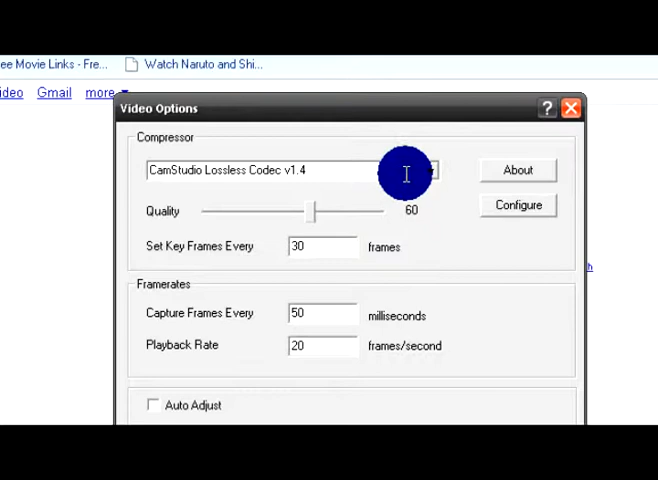 ee Movie Links - Fre... Watch Naruto and Shi...
ideo Gmail more
Video Options
Compressor
CamStudio Lossless Codec v1.4
About
Quality 60
Configure
Set Key Frames Every 30 frames
Framerates
Capture Frames Every 50 milliseconds
Playback Rate 20 frames/second
Auto Adjust